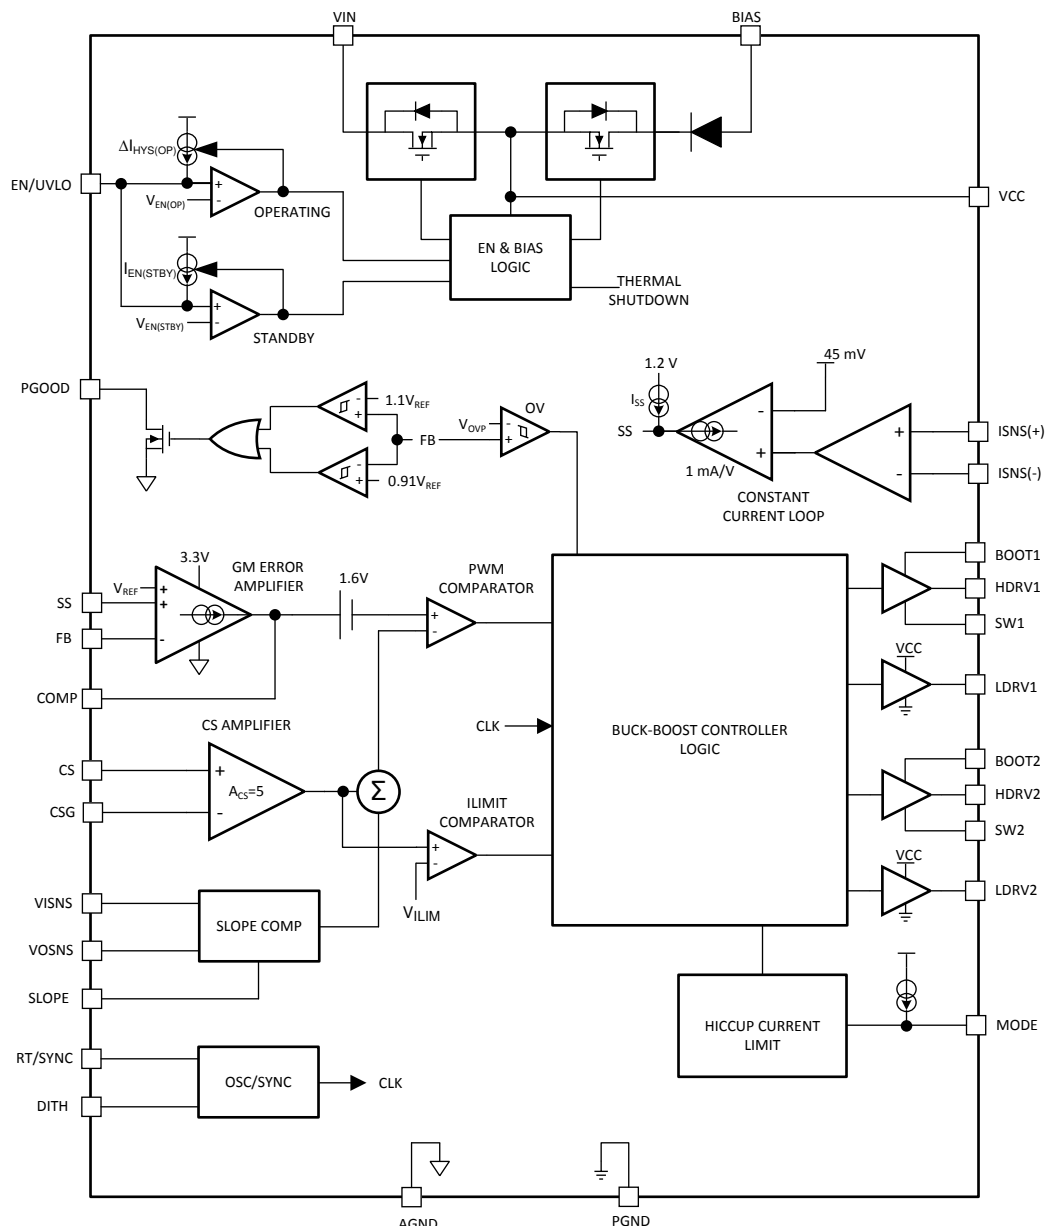 VIN
BIAS
ΔI_HYS(OP)
EN/UVLO
+
V_EN(OP)
-
OPERATING
VCC
EN & BIAS
LOGIC
I_EN(STBY)
+
V_EN(STBY)
-
STANDBY
THERMAL
SHUTDOWN
PGOOD
-
1.1V_REF
+
FB
-
0.91V_REF
+
OV
V_OVP
-
+
1.2 V
45 mV
I_SS
SS
-
+
1 mA/V
CONSTANT
CURRENT LOOP
+
-
ISNS(+)
ISNS(-)
3.3V
GM ERROR
AMPLIFIER
1.6V
PWM
COMPARATOR
V_REF
+
+
-
SS
FB
COMP
+
-
CLK
BUCK-BOOST CONTROLLER
LOGIC
BOOT1
HDRV1
SW1
VCC
LDRV1
BOOT2
HDRV2
SW2
VCC
LDRV2
CS AMPLIFIER
CS
+
A_CS=5
-
CSG
Σ
ILIMIT
COMPARATOR
+
-
V_ILIM
VISNS
VOSNS
SLOPE COMP
SLOPE
HICCUP CURRENT
LIMIT
MODE
RT/SYNC
DITH
OSC/SYNC
CLK
AGND
PGND